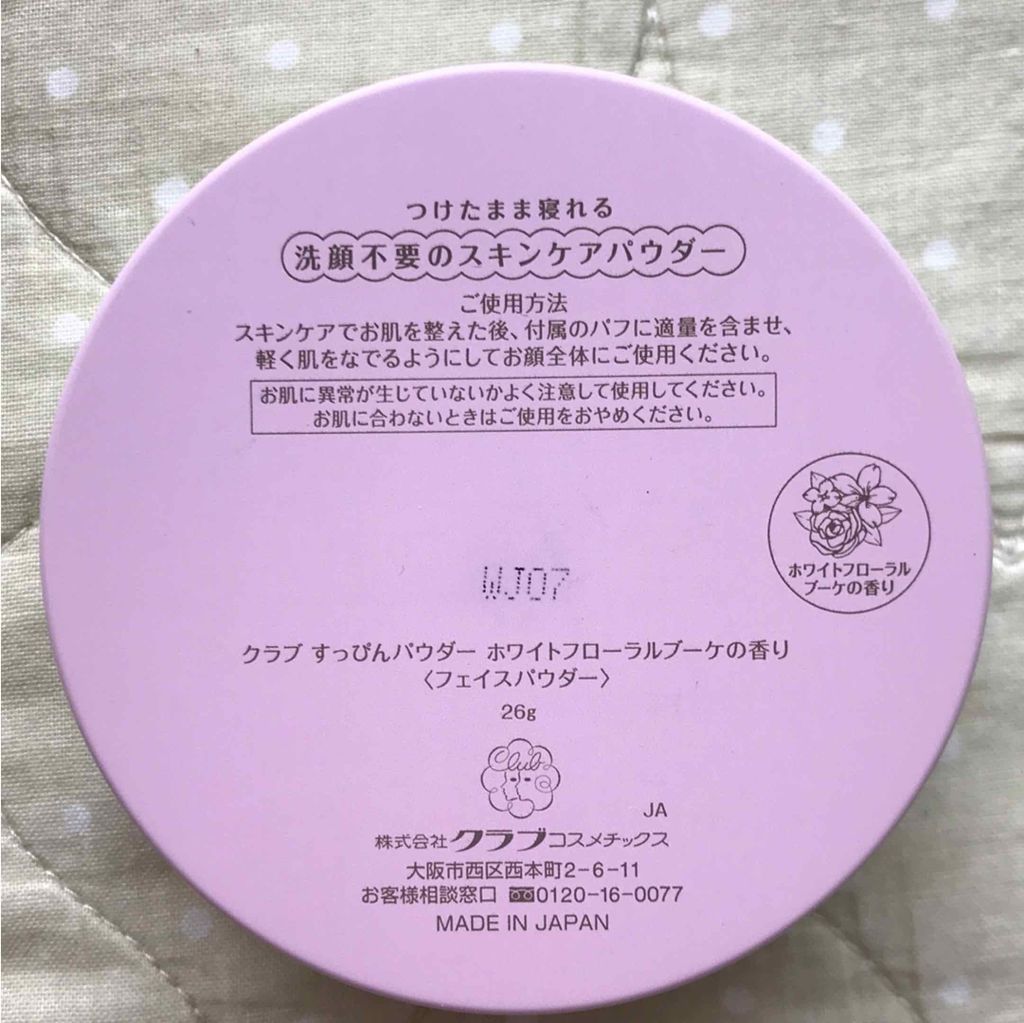 つけたまま寝れる
洗顔不要のスキンケアパウダー
ご使用方法
スキンケアでお肌を整えた後、付属のパフに適量を含ませ、
軽く肌をなでるようにしてお顔全体にご使用ください。
お肌に異常が生じていないかよく注意して使用してください。
お肌に合わないときはご使用をおやめください。
ホワイトフローラル
ブーケの香り
WJ07
クラブ すっぴんパウダー ホワイトフローラルブーケの香り
〈フェイスパウダー〉
26g
Club
JA
株式会社クラブコスメチックス
大阪市西区西本町2-6-11
お客様相談窓口 0120-16-0077
MADE IN JAPAN